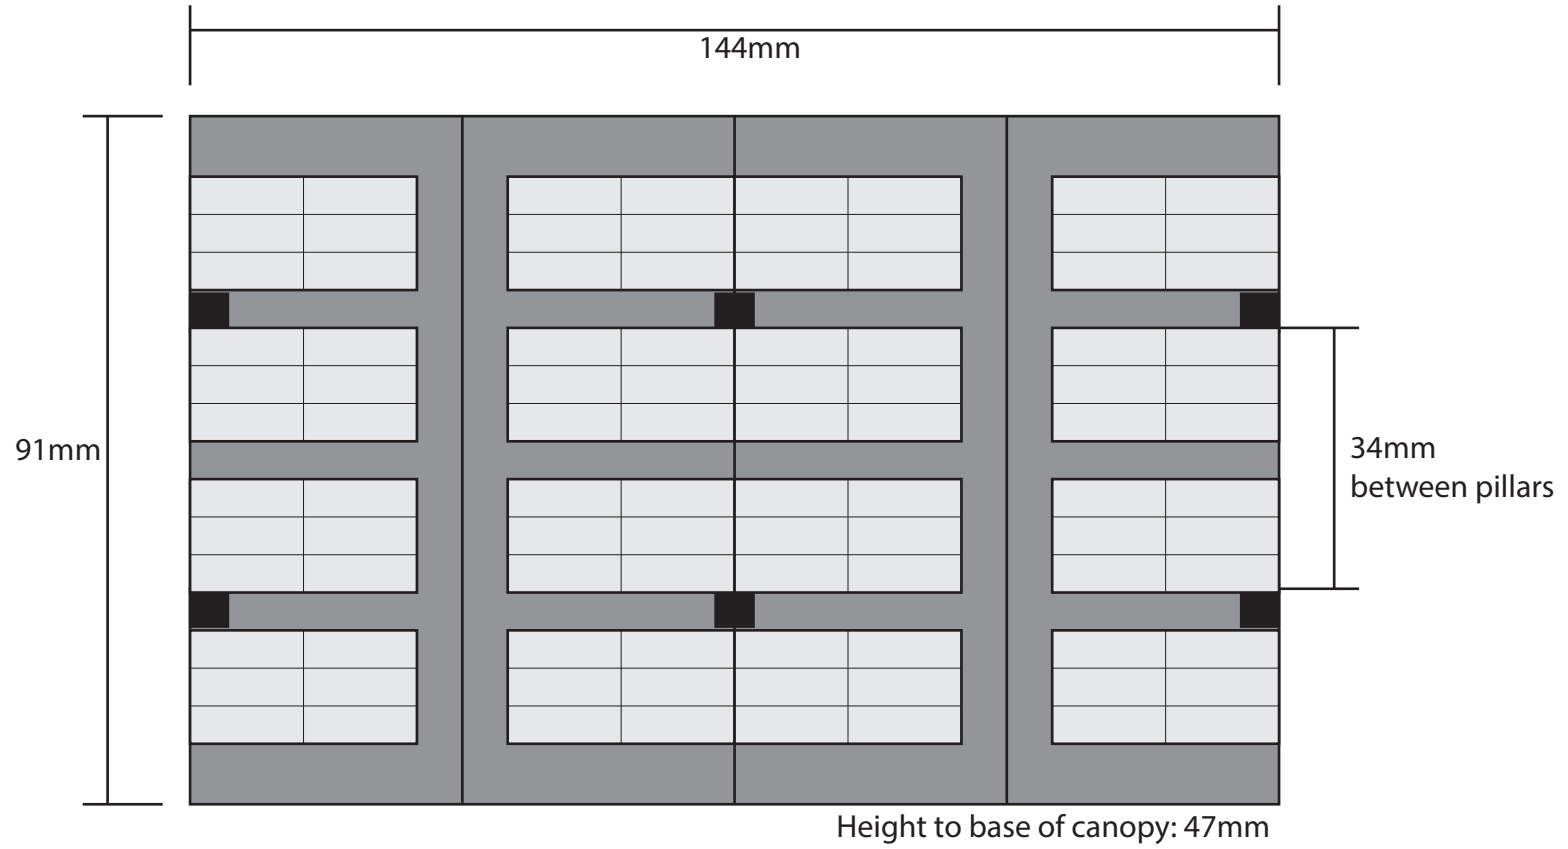 144mm
91mm
34mm
between pillars
Height to base of canopy: 47mm